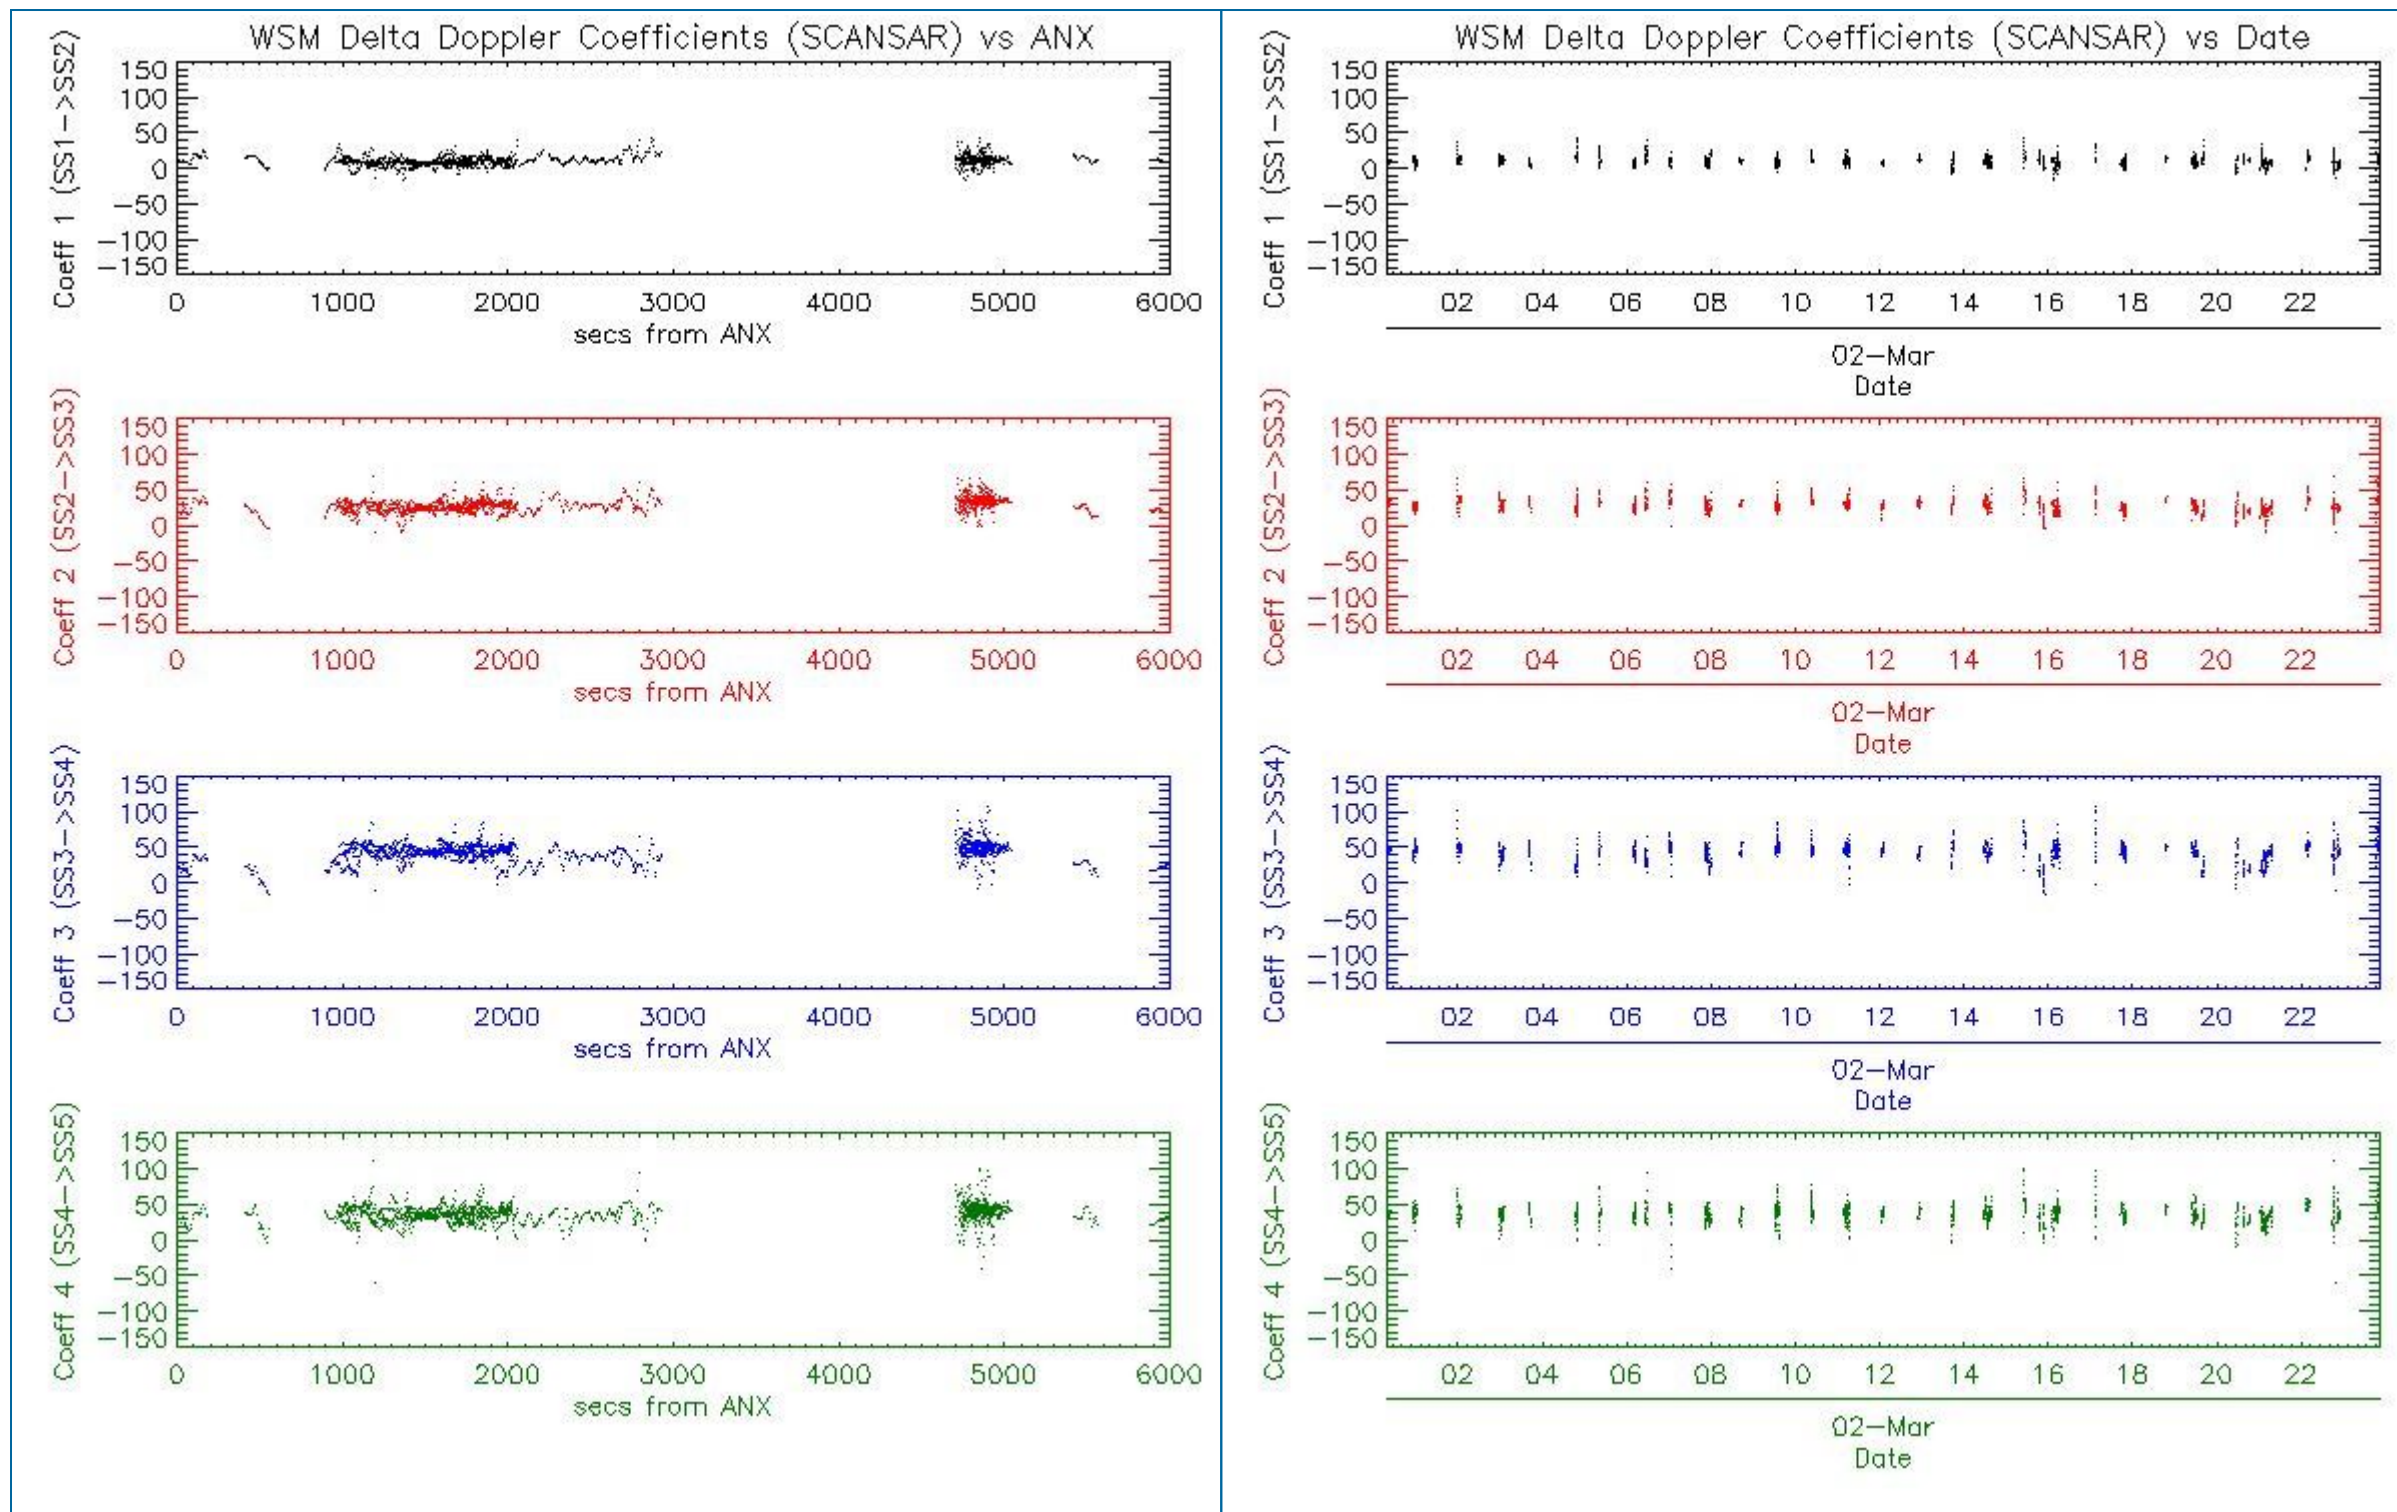 WSM Delta Doppler Coefficients (SCANSAR) vs ANX
Coeff 1 (SS1->SS2)
150
100
50
0
-50
-100
-150
0 1000 2000 3000 4000 5000 6000
secs from ANX
Coeff 2 (SS2->SS3)
150
100
50
0
-50
-100
-150
0 1000 2000 3000 4000 5000 6000
secs from ANX
Coeff 3 (SS3->SS4)
150
100
50
0
-50
-100
-150
0 1000 2000 3000 4000 5000 6000
secs from ANX
Coeff 4 (SS4->SS5)
150
100
50
0
-50
-100
-150
0 1000 2000 3000 4000 5000 6000
secs from ANX
WSM Delta Doppler Coefficients (SCANSAR) vs Date
Coeff 1 (SS1->SS2)
150
100
50
0
-50
-100
-150
02 04 06 08 10 12 14 16 18 20 22
02-Mar
Date
Coeff 2 (SS2->SS3)
150
100
50
0
-50
-100
-150
02 04 06 08 10 12 14 16 18 20 22
02-Mar
Date
Coeff 3 (SS3->SS4)
150
100
50
0
-50
-100
-150
02 04 06 08 10 12 14 16 18 20 22
02-Mar
Date
Coeff 4 (SS4->SS5)
150
100
50
0
-50
-100
-150
02 04 06 08 10 12 14 16 18 20 22
02-Mar
Date